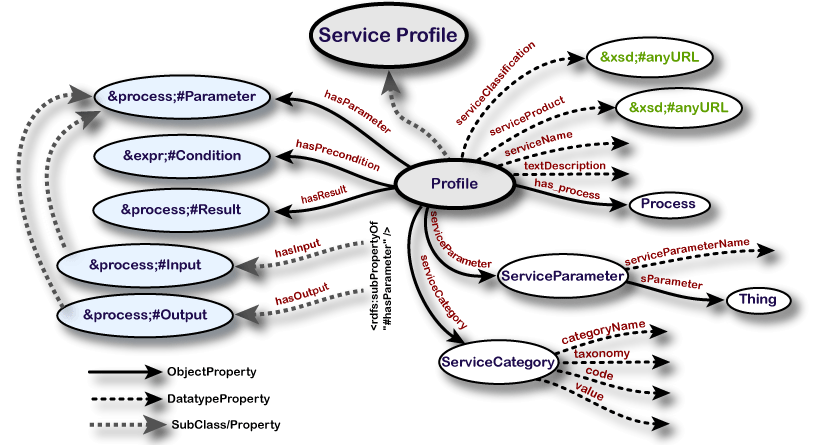 Service Profile
serviceClassification
&xsd;#anyURL
&process;#Parameter
hasParameter
serviceProduct
&xsd;#anyURL
serviceName
&expr;#Condition
hasPrecondition
textDescription
Profile
has_process
hasResult
&process;#Result
Process
<rdfs:subPropertyOf
"#hasParameter" />
hasInput
&process;#Input
serviceParameter
serviceParameterName
ServiceParameter
sParameter
Thing
hasOutput
&process;#Output
serviceCategory
categoryName
ServiceCategory
taxonomy
code
value
ObjectProperty
DatatypeProperty
SubClass/Property